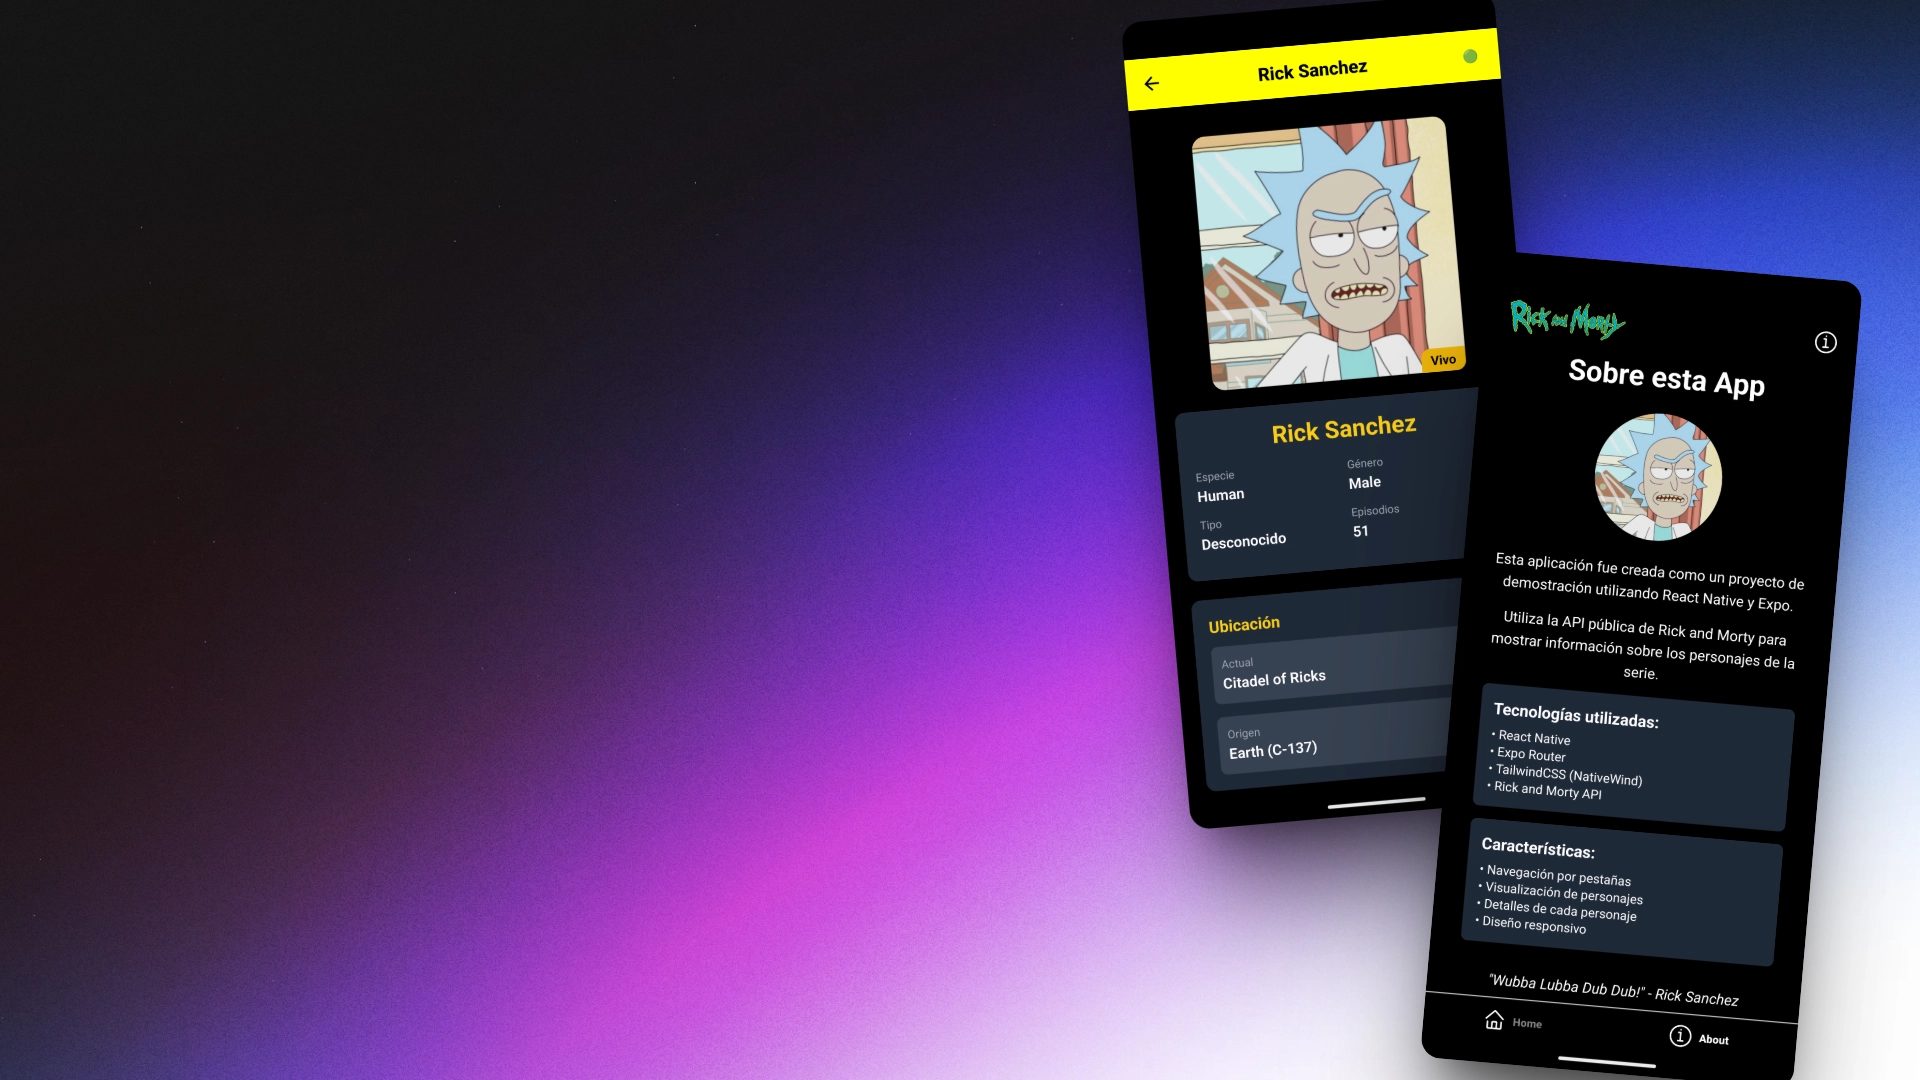 Rick Sanchez
Vivo
Rick Sanchez
Especie
Human
Género
Male
Tipo
Desconocido
Episodios
51
Ubicación
Actual
Citadel of Ricks
Origen
Earth (C-137)
Rick and Morty
Sobre esta App
Esta aplicación fue creada como un proyecto de
demostración utilizando React Native y Expo.
Utiliza la API pública de Rick and Morty para
mostrar información sobre los personajes de la
serie.
Tecnologías utilizadas:
• React Native
• Expo Router
• TailwindCSS (NativeWind)
• Rick and Morty API
Características:
• Navegación por pestañas
• Visualización de personajes
• Detalles de cada personaje
• Diseño responsivo
"Wubba Lubba Dub Dub!" - Rick Sanchez
Home
About